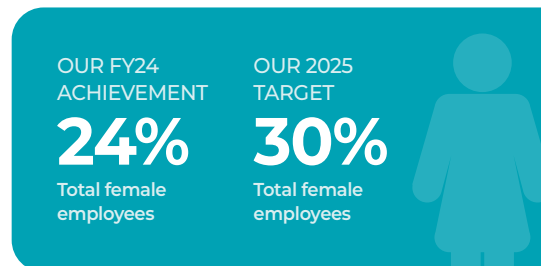 OUR FY24
ACHIEVEMENT
24%
Total female
employees
OUR 2025
TARGET
30%
Total female
employees